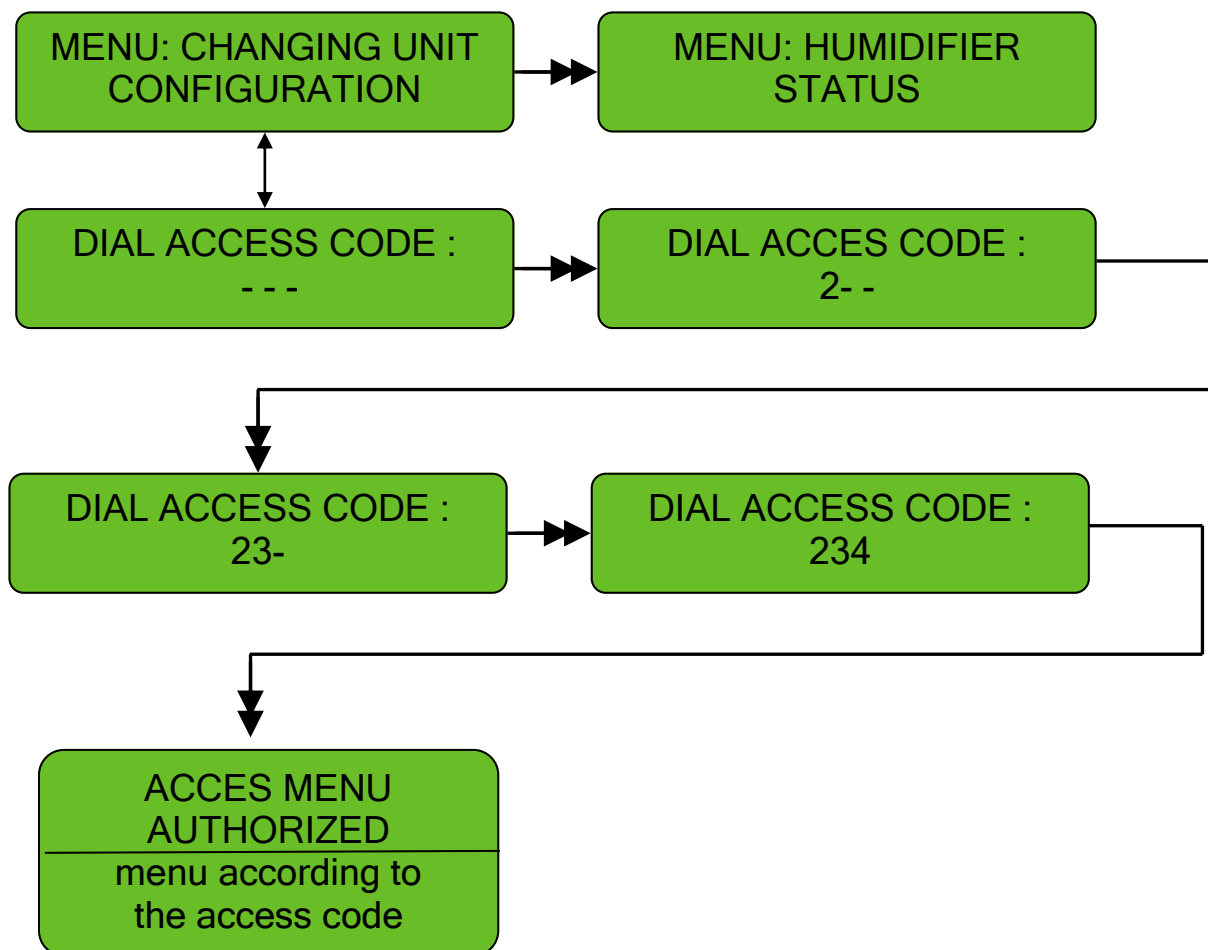 MENU: CHANGING UNIT
CONFIGURATION
MENU: HUMIDIFIER
STATUS
DIAL ACCESS CODE :
- - -
DIAL ACCES CODE :
2- -
DIAL ACCESS CODE :
23-
DIAL ACCESS CODE :
234
ACCES MENU
AUTHORIZED
menu according to
the access code